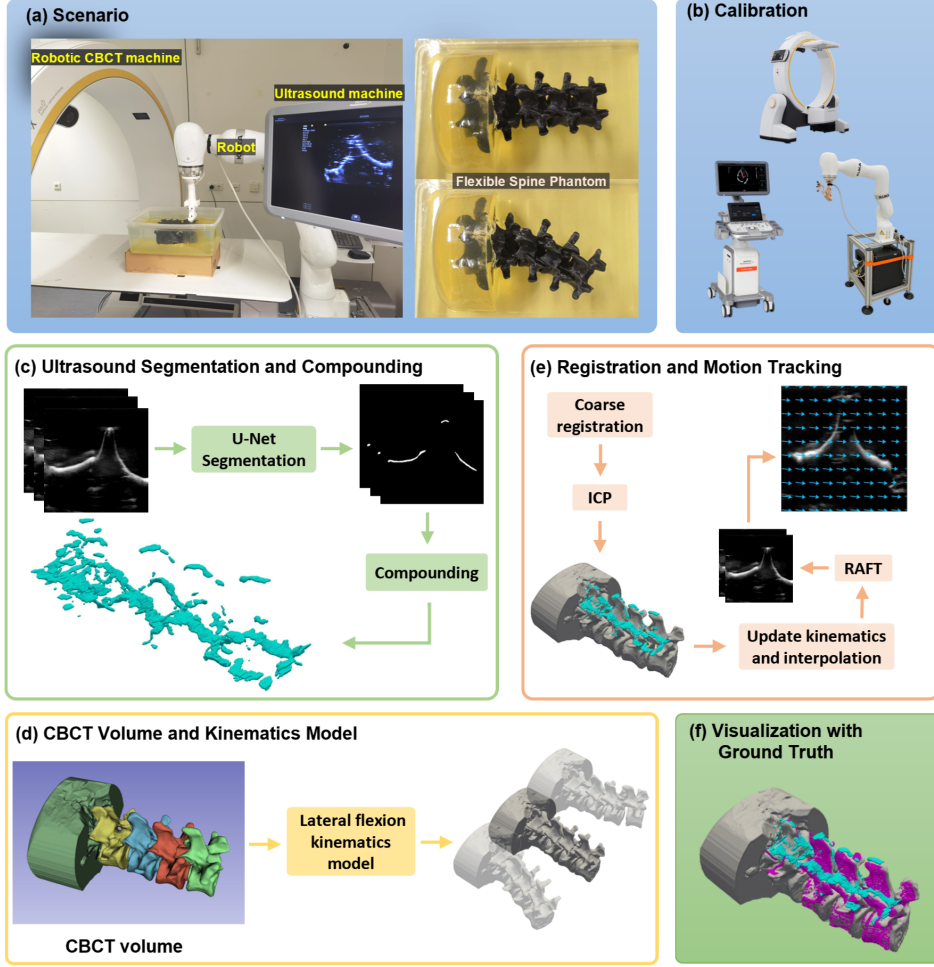 (a) Scenario
Robotic CBCT machine
Ultrasound machine
Robot
Flexible Spine Phantom
(b) Calibration
(c) Ultrasound Segmentation and Compounding
U-Net
Segmentation
Compounding
(e) Registration and Motion Tracking
Coarse
registration
ICP
RAFT
Update kinematics
and interpolation
(d) CBCT Volume and Kinematics Model
Lateral flexion
kinematics
model
CBCT volume
(f) Visualization with
Ground Truth